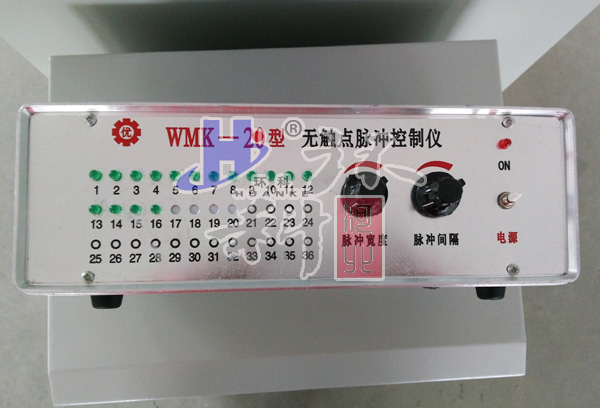 优 WMK－20型 无触点脉冲控制仪
1 2 3 4 5 6 7 8 9 10 11 12
13 14 15 16 17 18 19 20 21 22 23 24
25 26 27 28 29 30 31 32 33 34 35 36
脉冲宽度 脉冲间隔
ON
电源
H®
环科